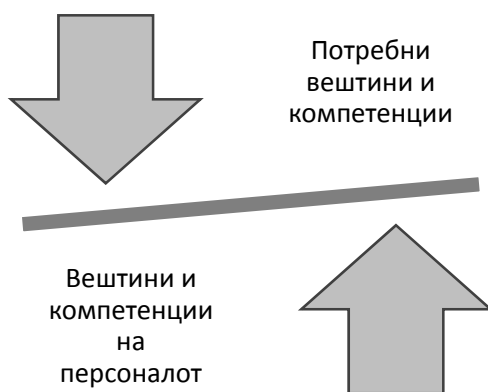 Потребни
вештини и
компетенции
Вештини и
компетенции
на
персоналот